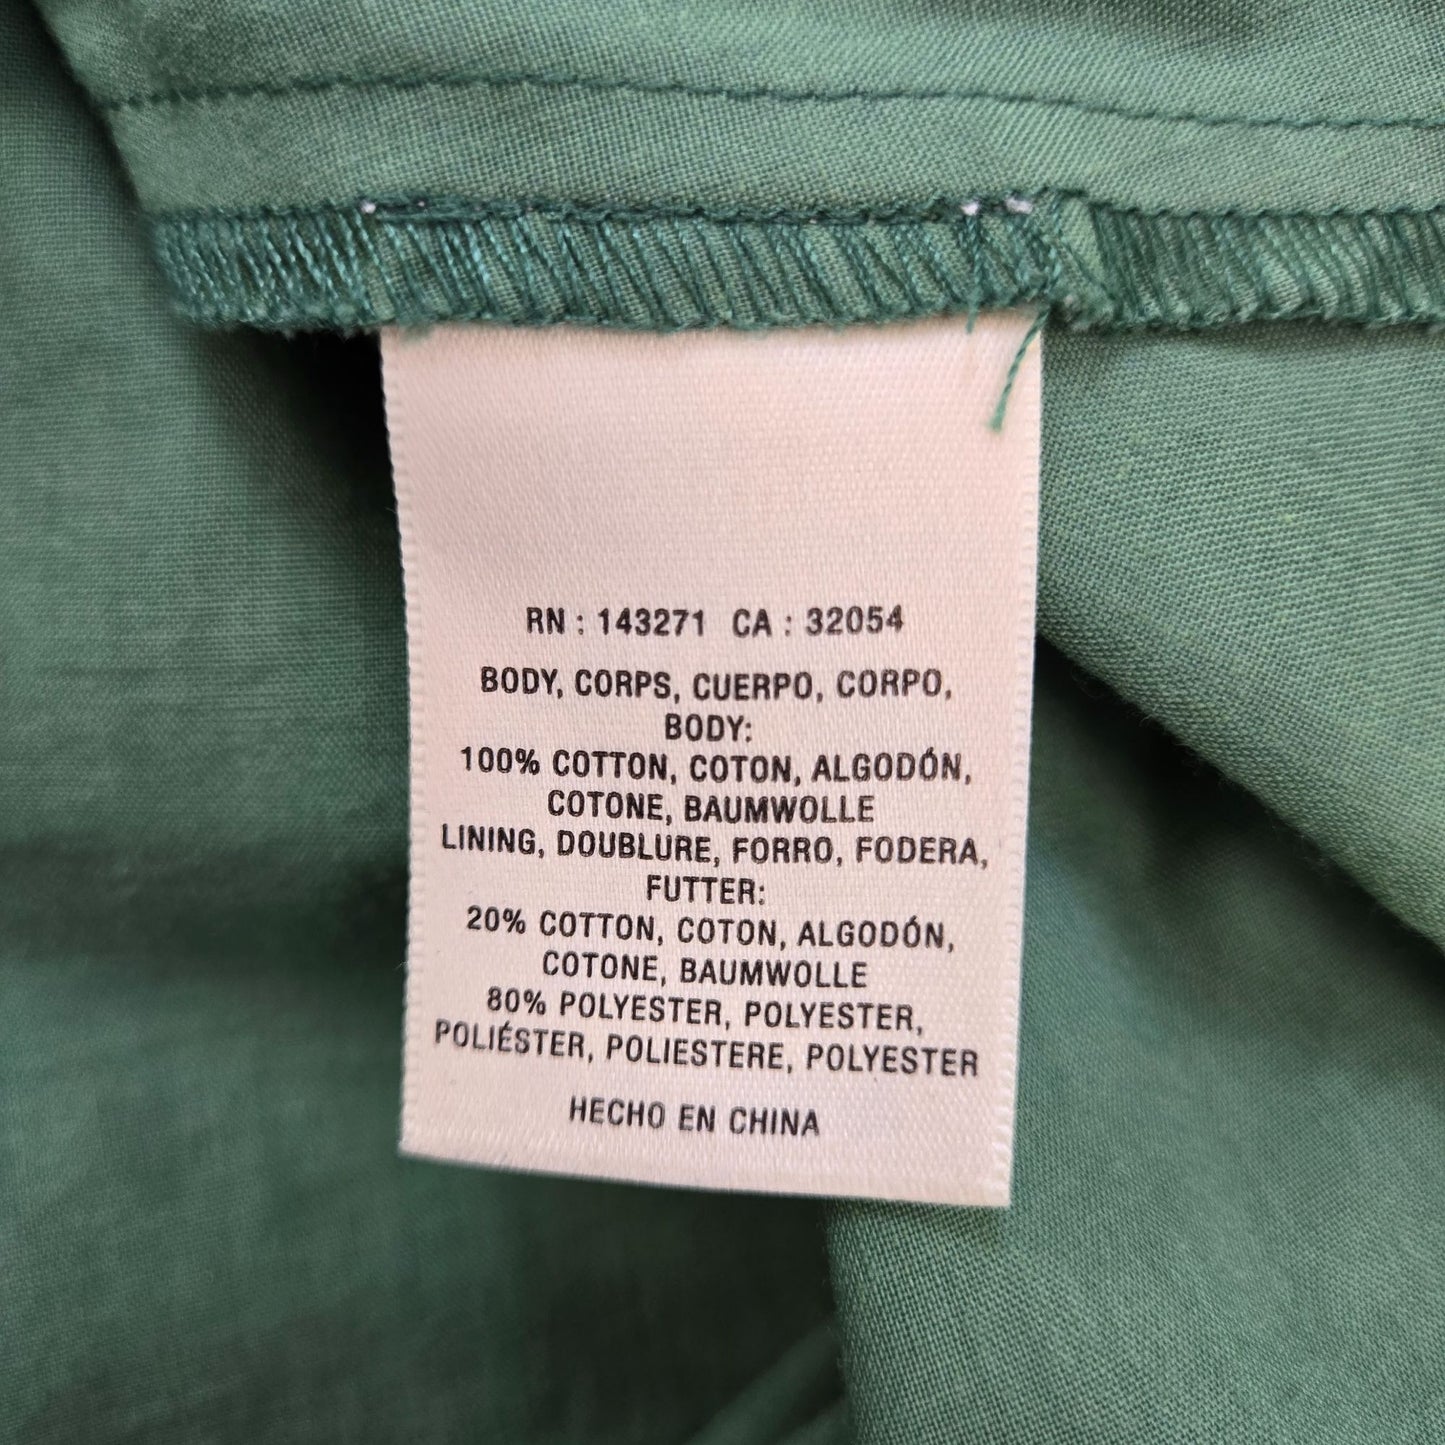 RN : 143271 CA : 32054
BODY, CORPS, CUERPO, CORPO,
BODY:
100% COTTON, COTON, ALGODÓN,
COTONE, BAUMWOLLE
LINING, DOUBLURE, FORRO, FODERA,
FUTTER:
20% COTTON, COTON, ALGODÓN,
COTONE, BAUMWOLLE
80% POLYESTER, POLYESTER,
POLIÉSTER, POLIESTERE, POLYESTER
HECHO EN CHINA